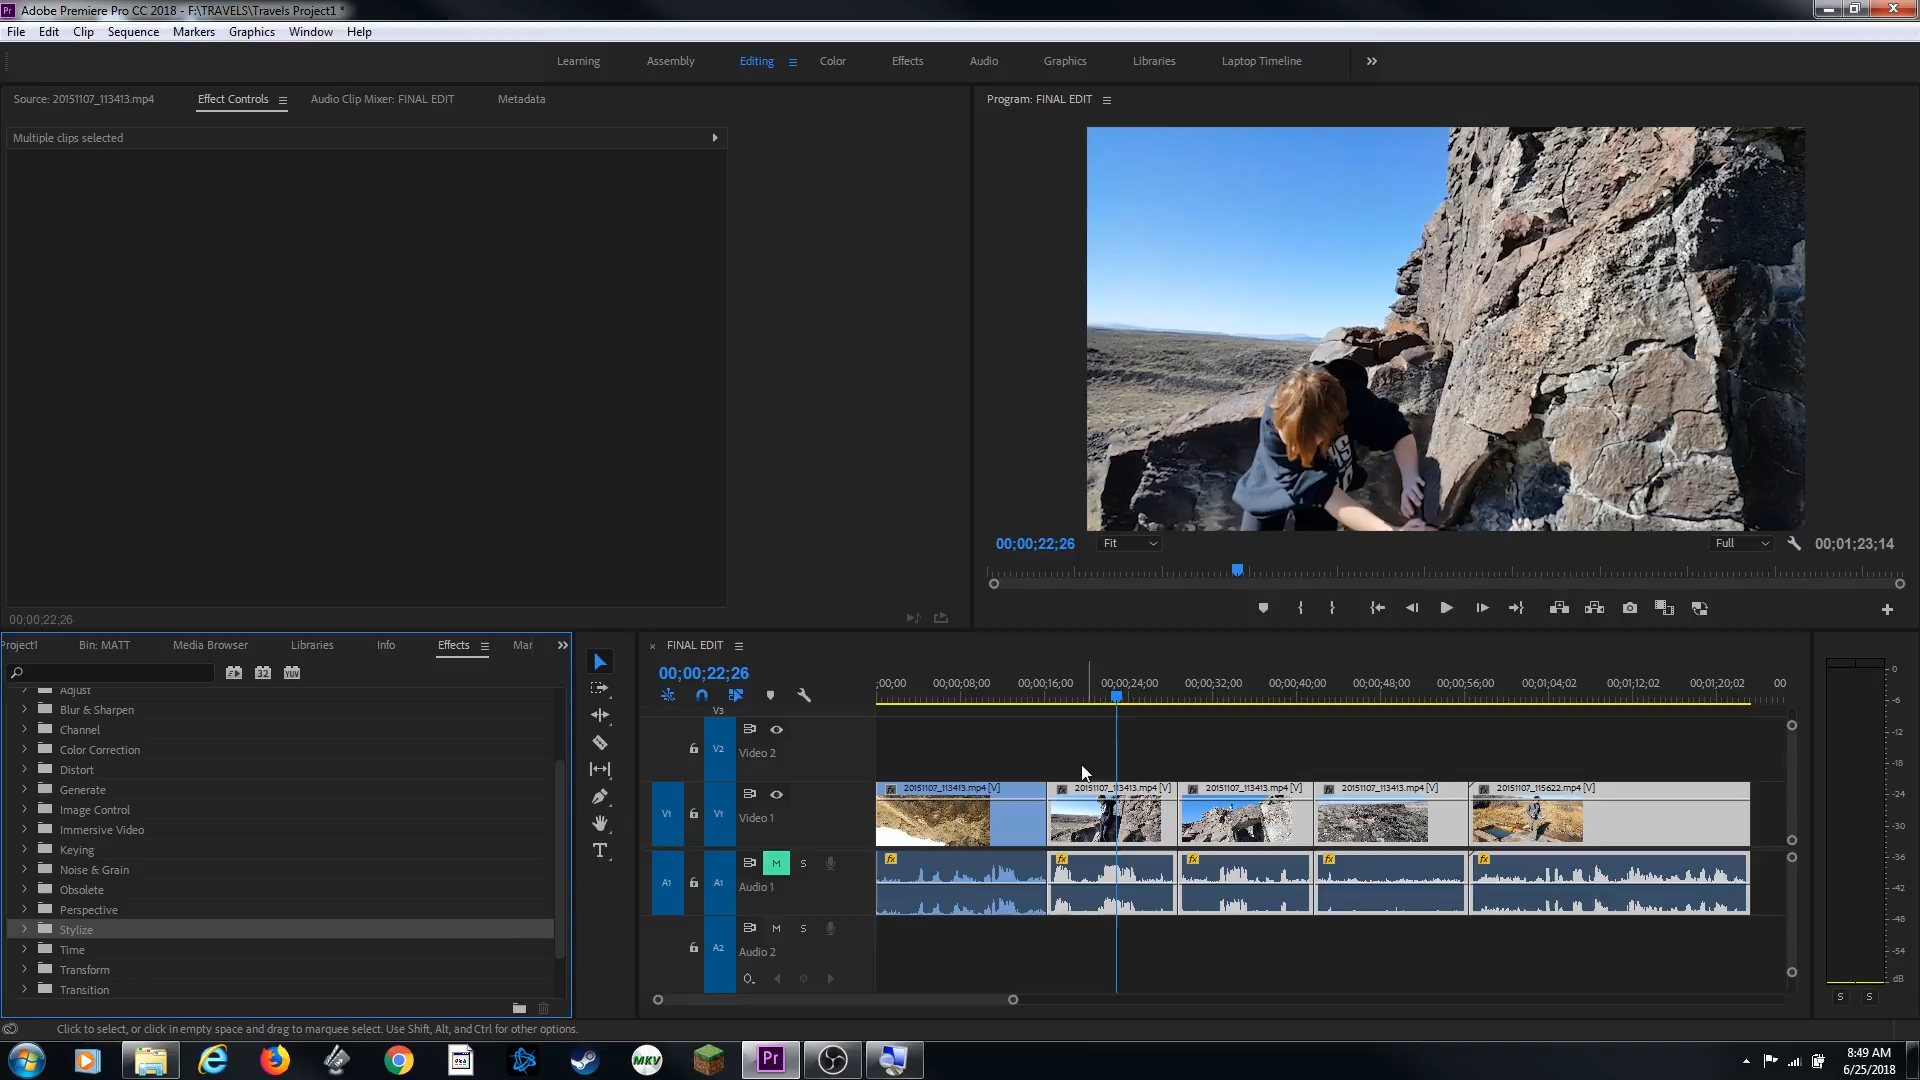 Adobe Premiere Pro CC 2018 - F:\TRAVELS\Travels Project1 *
File Edit Clip Sequence Markers Graphics Window Help
Learning Assembly Editing Color Effects Audio Graphics Libraries Laptop Timeline
Source: 20151107_113413.mp4 Effect Controls Audio Clip Mixer: FINAL EDIT Metadata
Multiple clips selected
00;00;22;26
Program: FINAL EDIT
00;00;22;26 Fit Full 00;01;23;14
Project1 Bin: MATT Media Browser Libraries Info Effects Mar
32 YUV
Adjust
Blur & Sharpen
Channel
Color Correction
Distort
Generate
Image Control
Immersive Video
Keying
Noise & Grain
Obsolete
Perspective
Stylize
Time
Transform
Transition
FINAL EDIT
00;00;22;26
;00;00 00;00;08;00 00;00;16;00 00;00;24;00 00;00;32;00 00;00;40;00 00;00;48;00 00;00;56;00 00;01;04;02 00;01;12;02 00;01;20;02 00
V3
V2 Video 2
V1 V1 Video 1
20151107_113413.mp4 [V] 20151107_113413.mp4 [V] 20151107_113413.mp4 [V] 20151107_113413.mp4 [V] 20151107_115622.mp4 [V]
A1 A1 M S Audio 1
fx fx fx fx fx
A2 M S Audio 2
0
-6
-12
-18
-24
-30
-36
-42
-48
-54
dB
S S
Click to select, or click in empty space and drag to marquee select. Use Shift, Alt, and Ctrl for other options.
MKV Pr
8:49 AM
6/25/2018